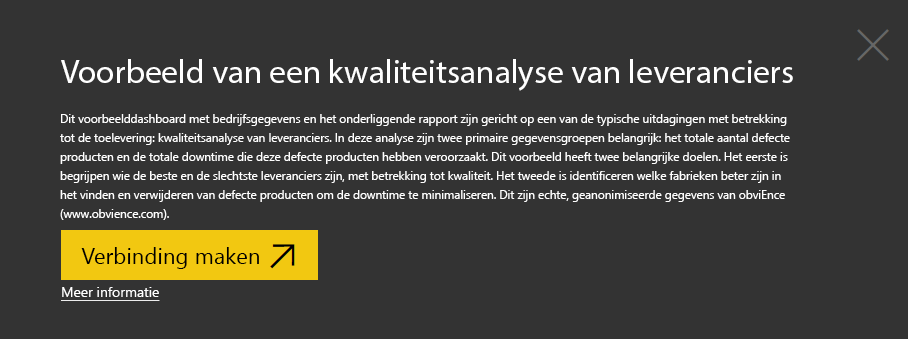 Voorbeeld van een kwaliteitsanalyse van leveranciers
Dit voorbeelddashboard met bedrijfsgegevens en het onderliggende rapport zijn gericht op een van de typische uitdagingen met betrekking
tot de toelevering: kwaliteitsanalyse van leveranciers. In deze analyse zijn twee primaire gegevensgroepen belangrijk: het totale aantal defecte
producten en de totale downtime die deze defecte producten hebben veroorzaakt. Dit voorbeeld heeft twee belangrijke doelen. Het eerste is
begrijpen wie de beste en de slechtste leveranciers zijn, met betrekking tot kwaliteit. Het tweede is identificeren welke fabrieken beter zijn in
het vinden en verwijderen van defecte producten om de downtime te minimaliseren. Dit zijn echte, geanonimiseerde gegevens van obviEnce
(www.obvience.com).
Verbinding maken
Meer informatie